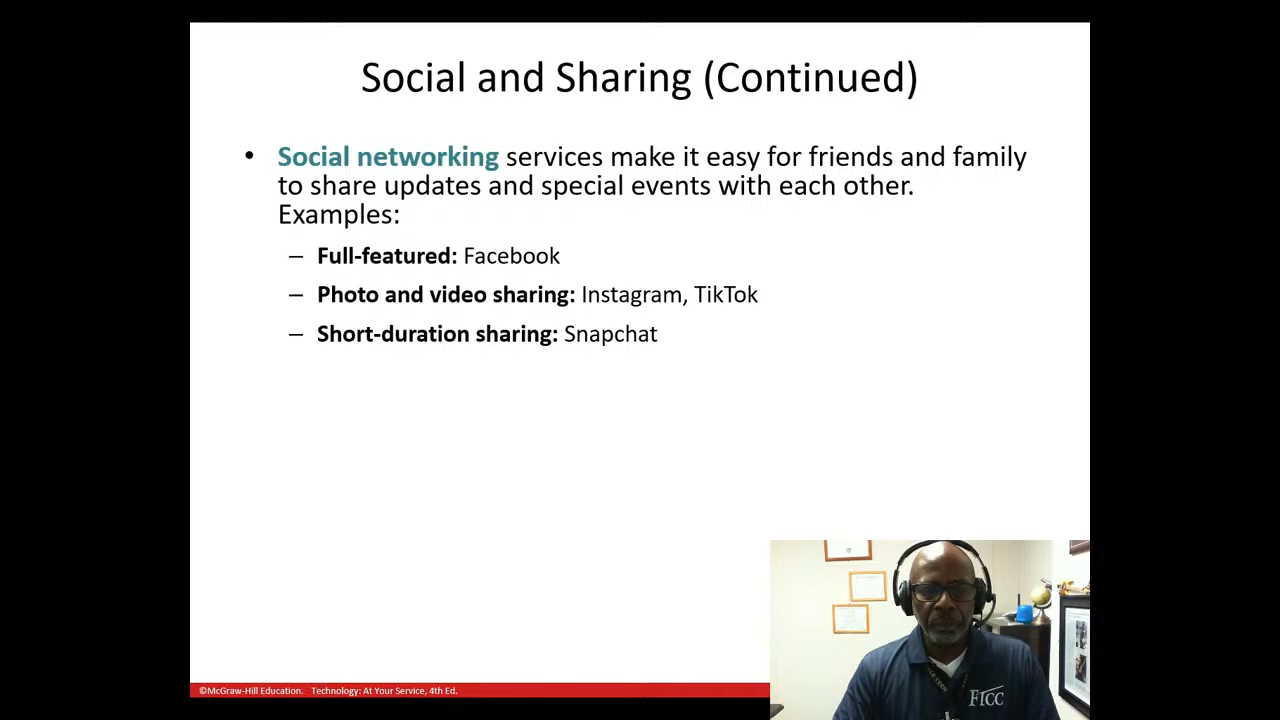 Social and Sharing (Continued)
• Social networking services make it easy for friends and family
to share updates and special events with each other.
Examples:
– Full-featured: Facebook
– Photo and video sharing: Instagram, TikTok
– Short-duration sharing: Snapchat
©McGraw-Hill Education. Technology: At Your Service, 4th Ed.
FTCC